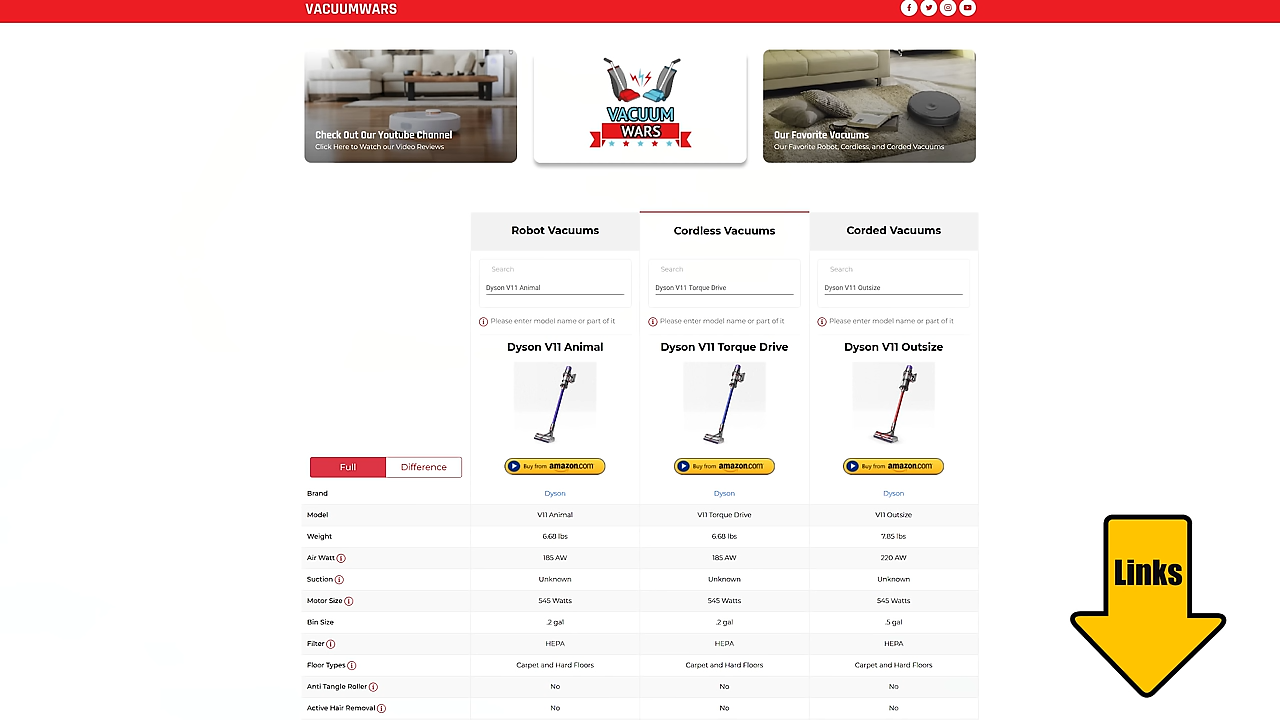 VACUUMWARS
Check Out Our Youtube Channel
Click Here to Watch our Video Reviews
VACUUM
WARS
Our Favorite Vacuums
Our Favorite Robot, Cordless, and Corded Vacuums
Robot Vacuums
Cordless Vacuums
Corded Vacuums
Search
Search
Search
Dyson V11 Animal
Dyson V11 Torque Drive
Dyson V11 Outsize
Please enter model name or part of it
Please enter model name or part of it
Please enter model name or part of it
Dyson V11 Animal
Dyson V11 Torque Drive
Dyson V11 Outsize
Full
Difference
Buy from amazon.com
Buy from amazon.com
Buy from amazon.com
Brand Dyson Dyson Dyson
Model V11 Animal V11 Torque Drive V11 Outsize
Weight 6.68 lbs 6.68 lbs 7.85 lbs
Air Watt 185 AW 185 AW 220 AW
Suction Unknown Unknown Unknown
Motor Size 545 Watts 545 Watts 545 Watts
Bin Size .2 gal .2 gal .5 gal
Filter HEPA HEPA HEPA
Floor Types Carpet and Hard Floors Carpet and Hard Floors Carpet and Hard Floors
Anti Tangle Roller No No No
Active Hair Removal No No No
Links